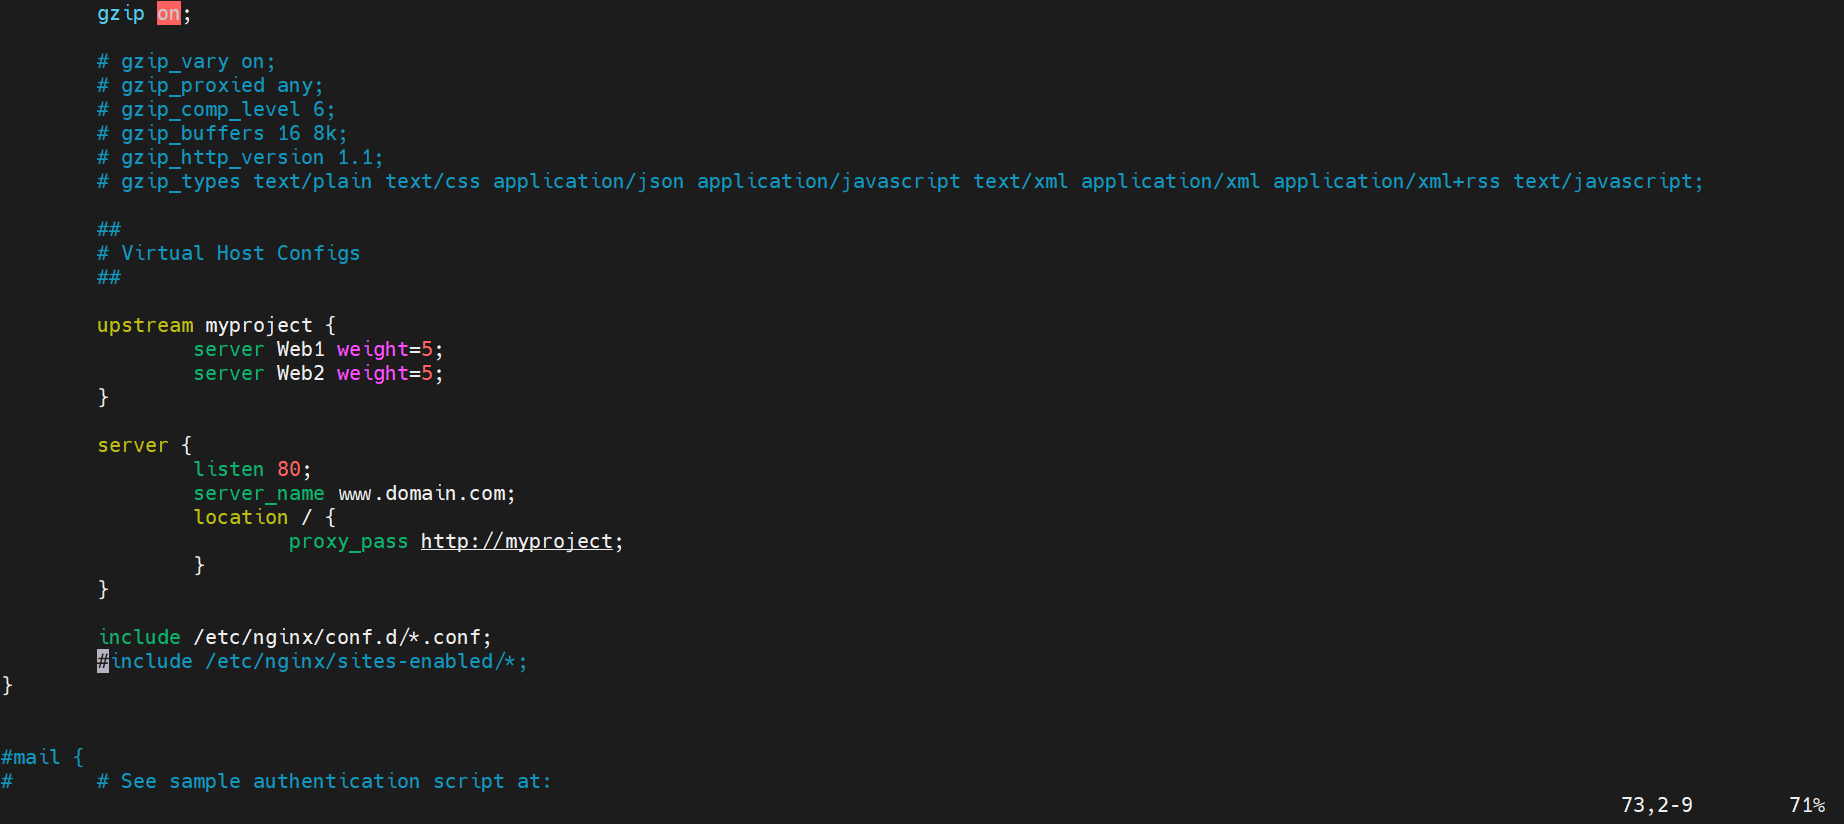 gzip on;
# gzip_vary on;
# gzip_proxied any;
# gzip_comp_level 6;
# gzip_buffers 16 8k;
# gzip_http_version 1.1;
# gzip_types text/plain text/css application/json application/javascript text/xml application/xml application/xml+rss text/javascript;
##
# Virtual Host Configs
##
upstream myproject {
server Web1 weight=5;
server Web2 weight=5;
}
server {
listen 80;
server_name www.domain.com;
location / {
proxy_pass http://myproject;
}
}
include /etc/nginx/conf.d/*.conf;
#include /etc/nginx/sites-enabled/*;
}
#mail {
#       # See sample authentication script at:
73,2-9 71%